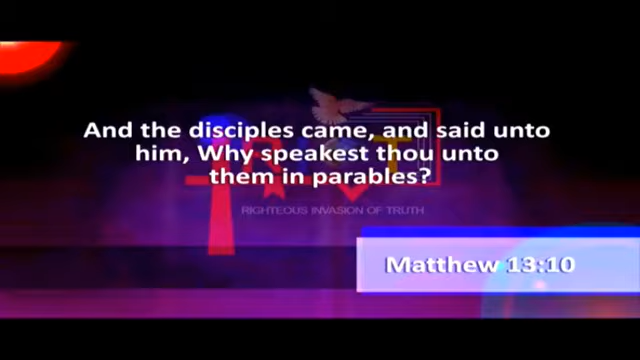 And the disciples came, and said unto
him, Why speakest thou unto
them in parables?
RIGHTEOUS INVASION OF TRUTH
Matthew 13:10